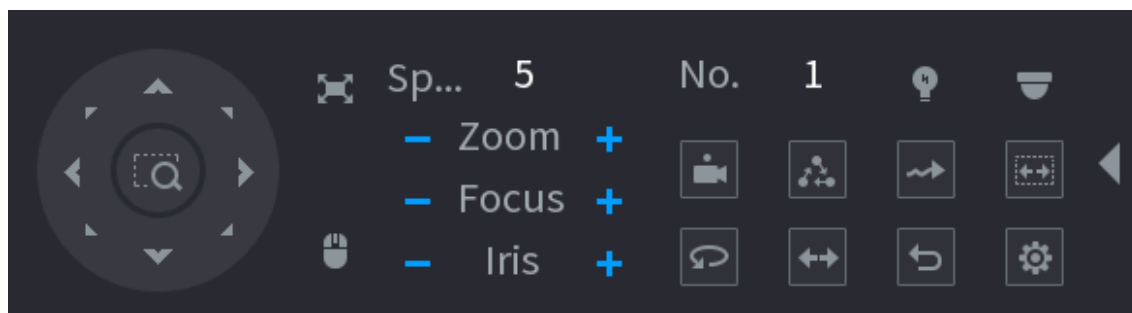 Sp... 5 No. 1
− Zoom +
− Focus +
− Iris +